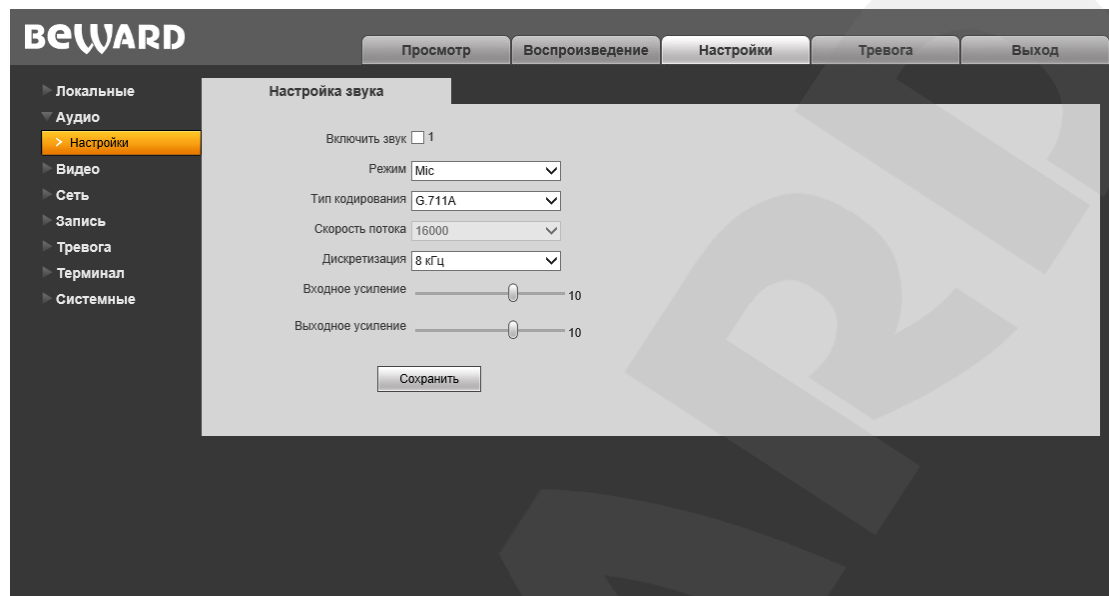 BEWARD
Просмотр Воспроизведение Настройки Тревога Выход
Локальные
Аудио
Настройки
Видео
Сеть
Запись
Тревога
Терминал
Системные
Настройка звука
Включить звук 1
Режим Mic
Тип кодирования G.711A
Скорость потока 16000
Дискретизация 8 кГц
Входное усиление 10
Выходное усиление 10
Сохранить